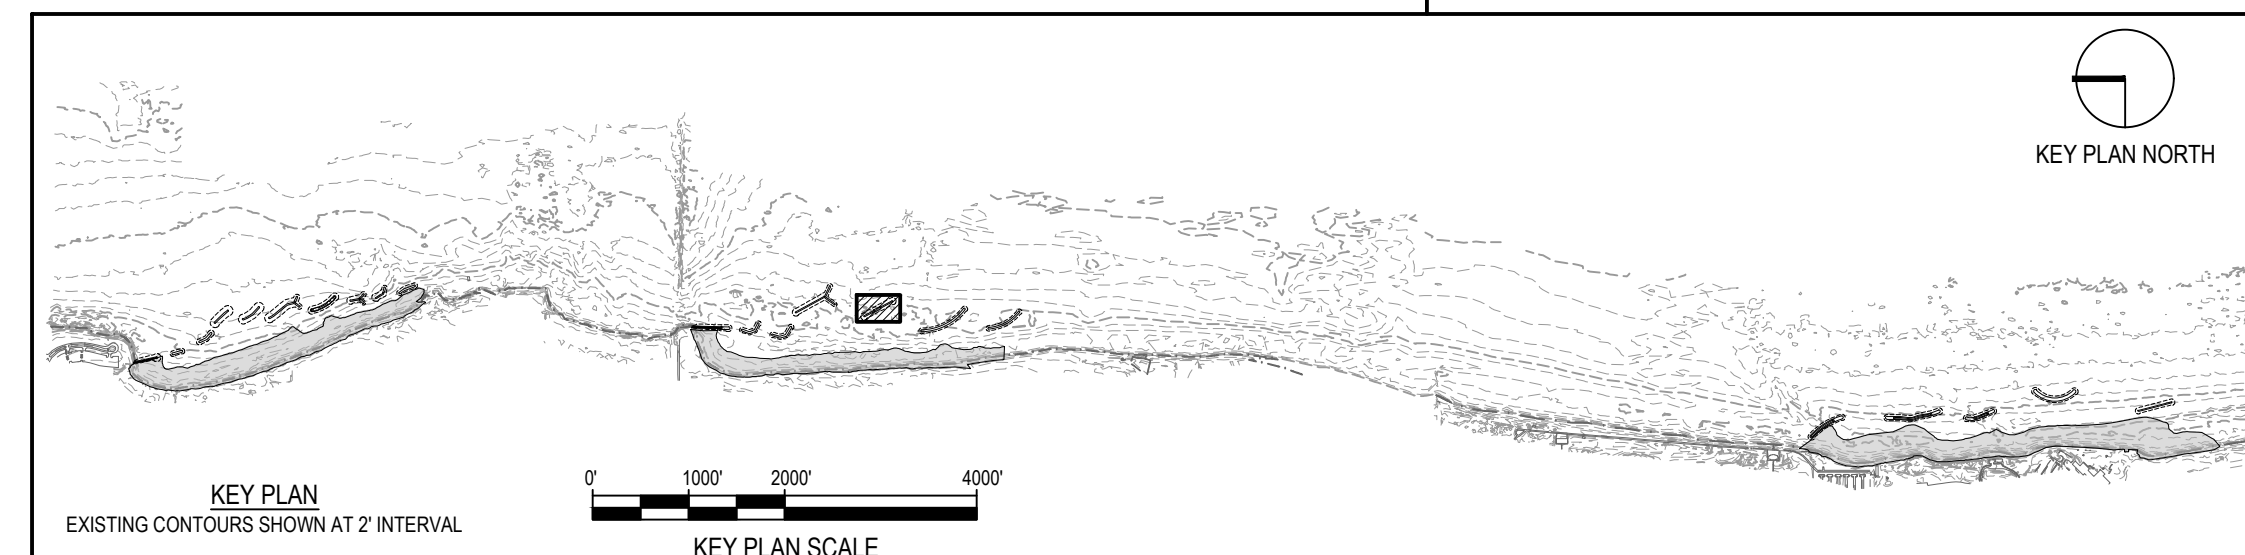 KEY PLAN NORTH
KEY PLAN
EXISTING CONTOURS SHOWN AT 2' INTERVAL
0' 1000' 2000' 4000'
KEY PLAN SCALE